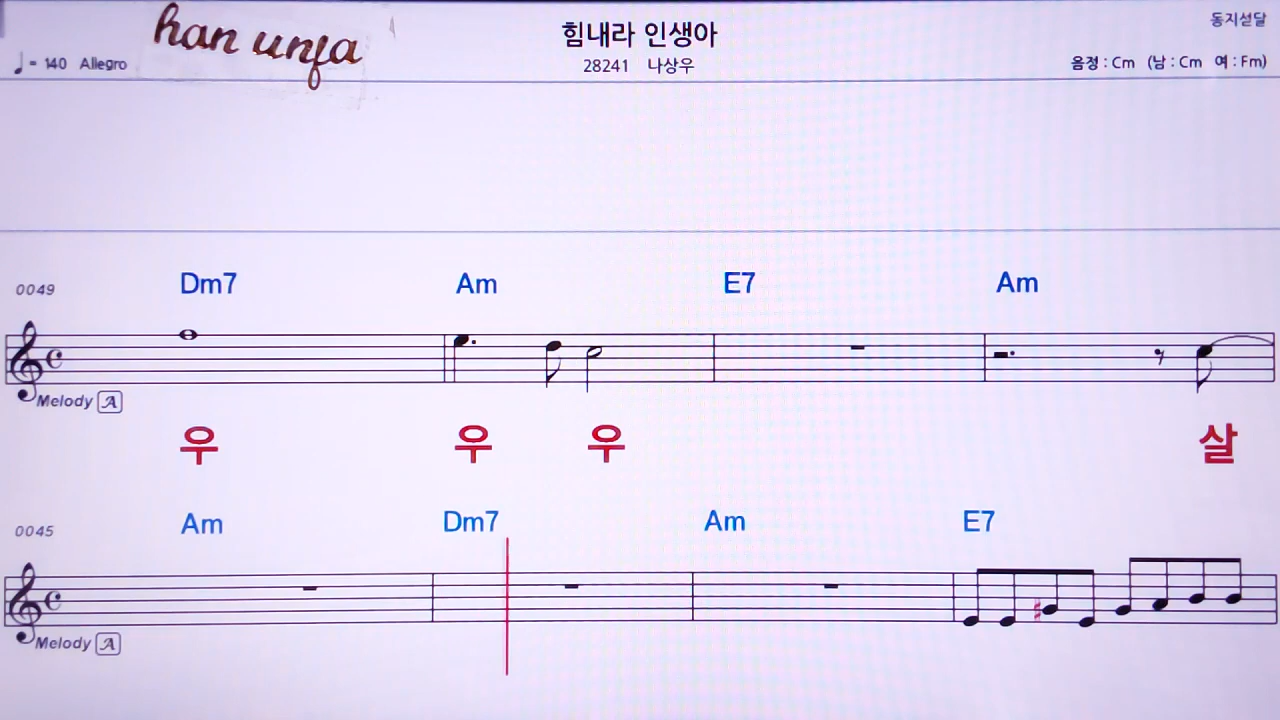 han unfa
힘내라 인생아
동지섣달
= 140 Allegro
28241 나상우
음정 : Cm (남 : Cm 여 : Fm)
Dm7 Am E7 Am
0049
Melody A
우 우 우 살
Am Dm7 Am E7
0045
Melody A